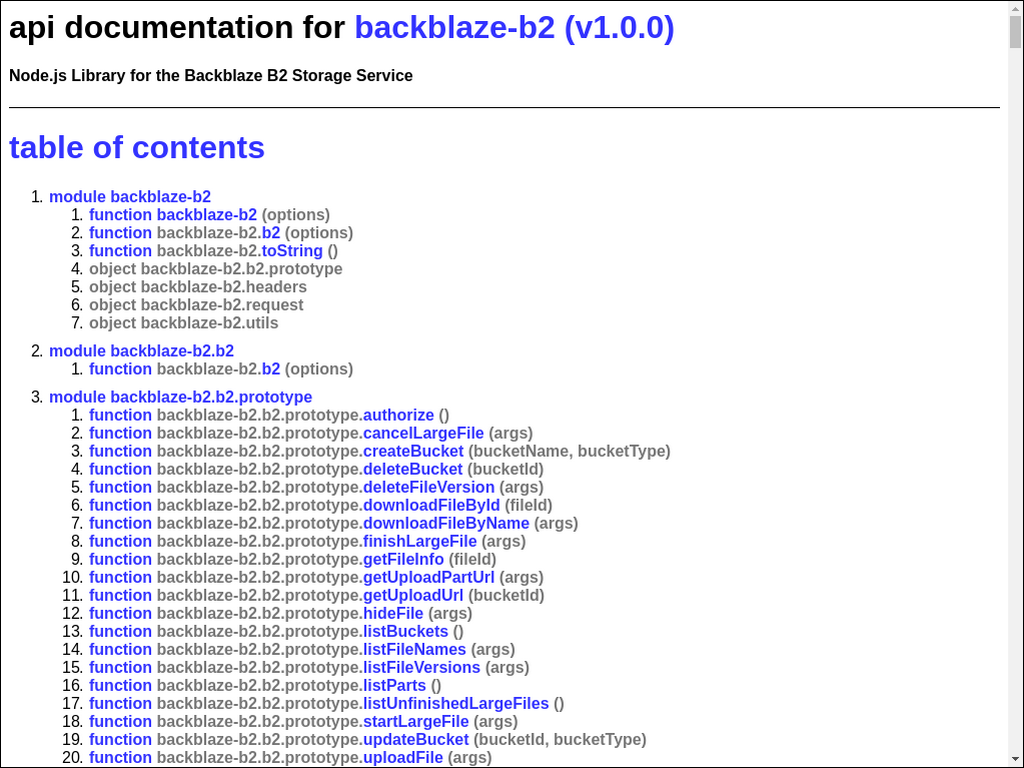 api documentation for backblaze-b2 (v1.0.0)
Node.js Library for the Backblaze B2 Storage Service
table of contents
1. module backblaze-b2
1. function backblaze-b2 (options)
2. function backblaze-b2.b2 (options)
3. function backblaze-b2.toString ()
4. object backblaze-b2.b2.prototype
5. object backblaze-b2.headers
6. object backblaze-b2.request
7. object backblaze-b2.utils
2. module backblaze-b2.b2
1. function backblaze-b2.b2 (options)
3. module backblaze-b2.b2.prototype
1. function backblaze-b2.b2.prototype.authorize ()
2. function backblaze-b2.b2.prototype.cancelLargeFile (args)
3. function backblaze-b2.b2.prototype.createBucket (bucketName, bucketType)
4. function backblaze-b2.b2.prototype.deleteBucket (bucketId)
5. function backblaze-b2.b2.prototype.deleteFileVersion (args)
6. function backblaze-b2.b2.prototype.downloadFileById (fileId)
7. function backblaze-b2.b2.prototype.downloadFileByName (args)
8. function backblaze-b2.b2.prototype.finishLargeFile (args)
9. function backblaze-b2.b2.prototype.getFileInfo (fileId)
10. function backblaze-b2.b2.prototype.getUploadPartUrl (args)
11. function backblaze-b2.b2.prototype.getUploadUrl (bucketId)
12. function backblaze-b2.b2.prototype.hideFile (args)
13. function backblaze-b2.b2.prototype.listBuckets ()
14. function backblaze-b2.b2.prototype.listFileNames (args)
15. function backblaze-b2.b2.prototype.listFileVersions (args)
16. function backblaze-b2.b2.prototype.listParts ()
17. function backblaze-b2.b2.prototype.listUnfinishedLargeFiles ()
18. function backblaze-b2.b2.prototype.startLargeFile (args)
19. function backblaze-b2.b2.prototype.updateBucket (bucketId, bucketType)
20. function backblaze-b2.b2.prototype.uploadFile (args)